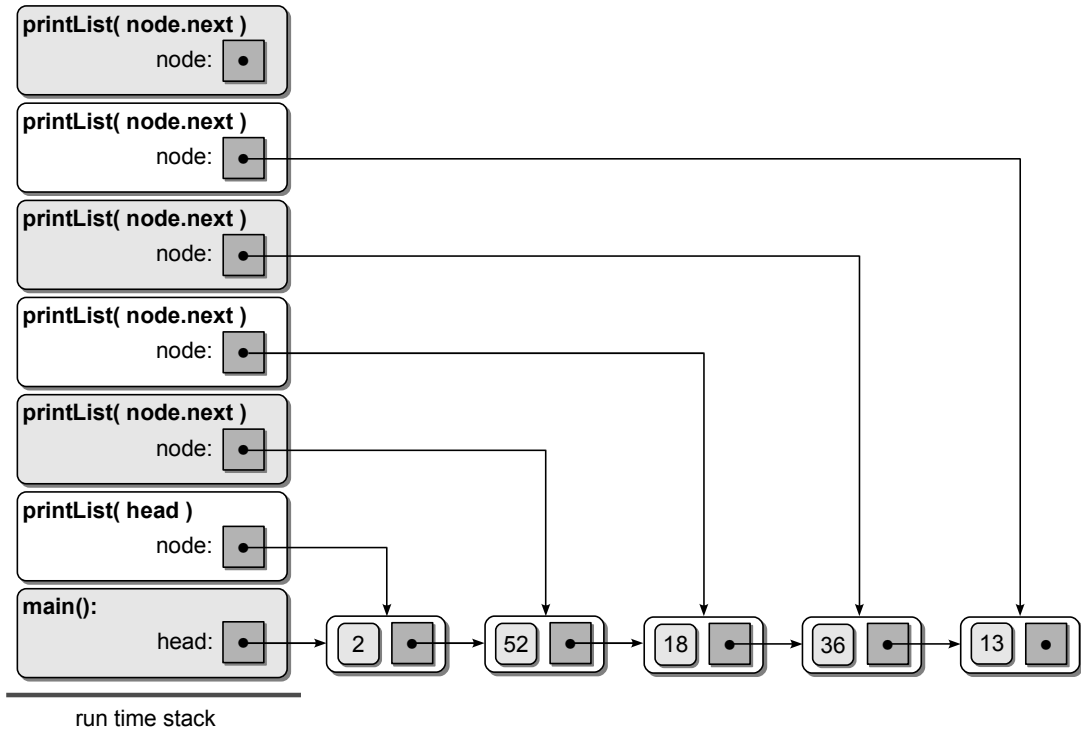 printList( node.next )
node:
printList( node.next )
node:
printList( node.next )
node:
printList( node.next )
node:
printList( node.next )
node:
printList( head )
node:
main():
head:
2 52 18 36 13
run time stack